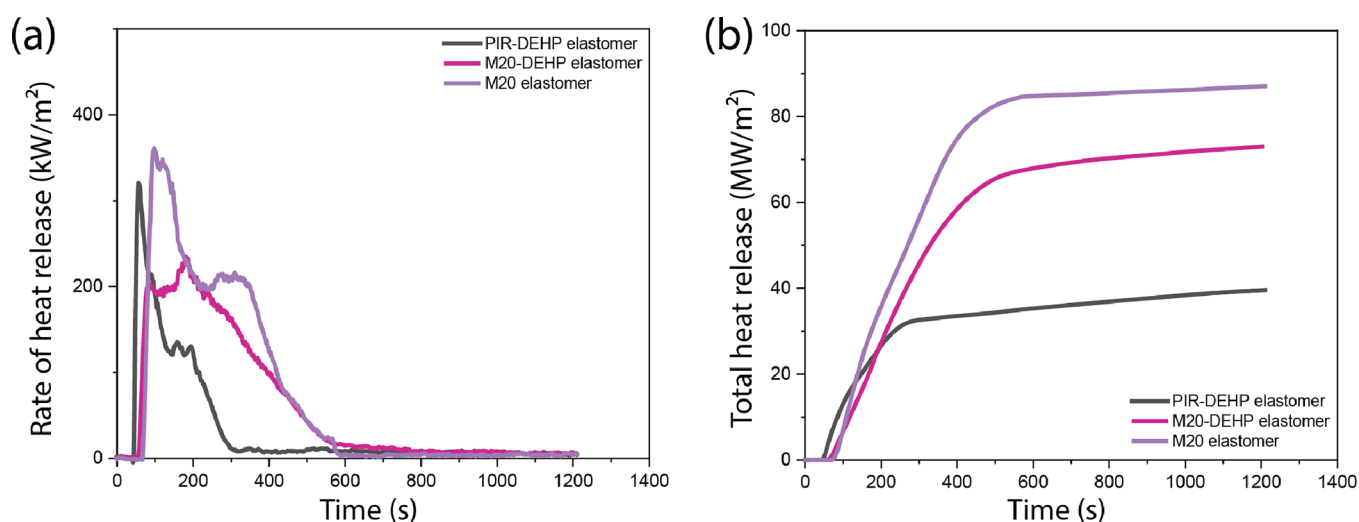 (a)
PIR-DEHP elastomer
M20-DEHP elastomer
M20 elastomer
Rate of heat release (kW/m²)
400
200
0
0 200 400 600 800 1000 1200 1400
Time (s)
(b)
Total heat release (MW/m²)
100
80
60
40
20
0
PIR-DEHP elastomer
M20-DEHP elastomer
M20 elastomer
0 200 400 600 800 1000 1200 1400
Time (s)